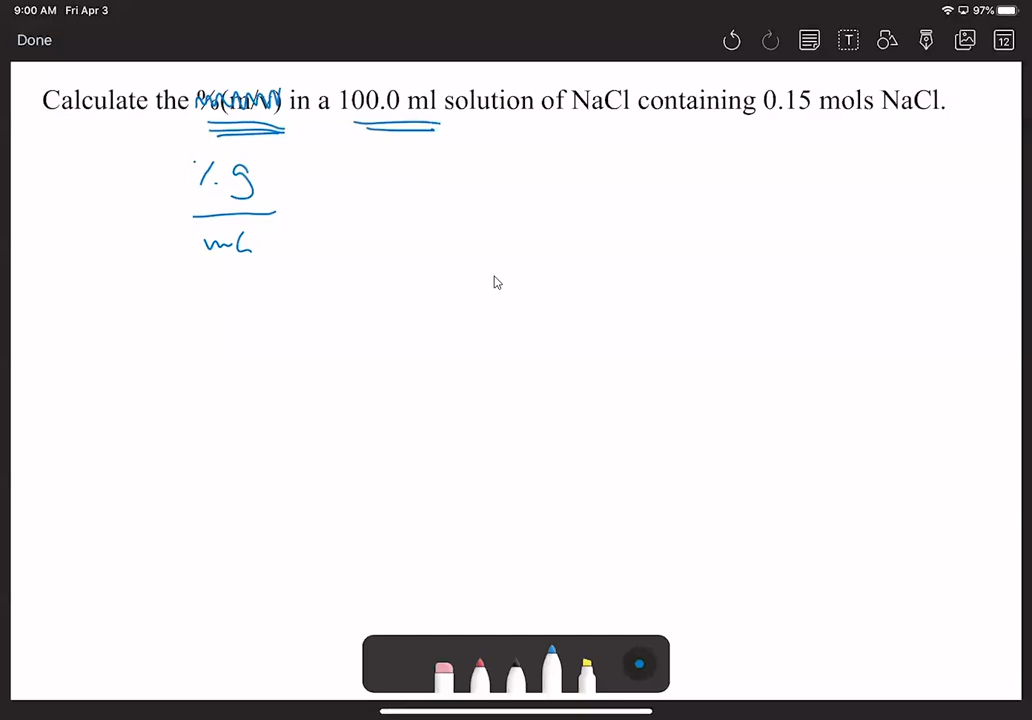 9:00 AM Fri Apr 3
97%
Done
T
12
Calculate the %(m/v) in a 100.0 ml solution of NaCl containing 0.15 mols NaCl.
% g
mL